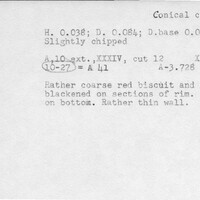 Conical c
H. 0.038; D. 0.084; D.base 0.0
Slightly chipped
A.10 ext., XXXIV, cut 12 X
10-27 = A 41 A-3.728
Rather coarse red biscuit and
blackened on sections of rim.
on bottom. Rather thin wall.